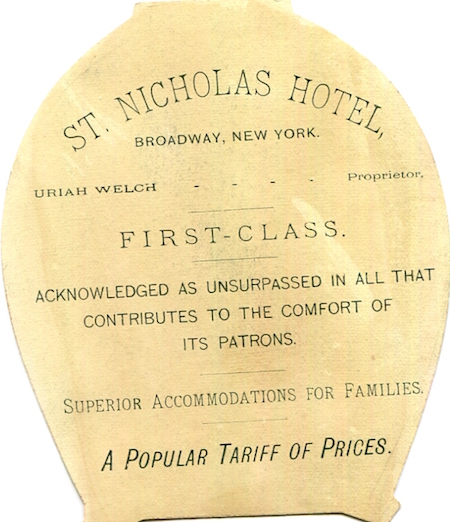 ST. NICHOLAS HOTEL,
BROADWAY, NEW YORK.
URIAH WELCH - - - - Proprietor,
FIRST-CLASS.
ACKNOWLEDGED AS UNSURPASSED IN ALL THAT
CONTRIBUTES TO THE COMFORT OF
ITS PATRONS.
SUPERIOR ACCOMMODATIONS FOR FAMILIES.
A POPULAR TARIFF OF PRICES.